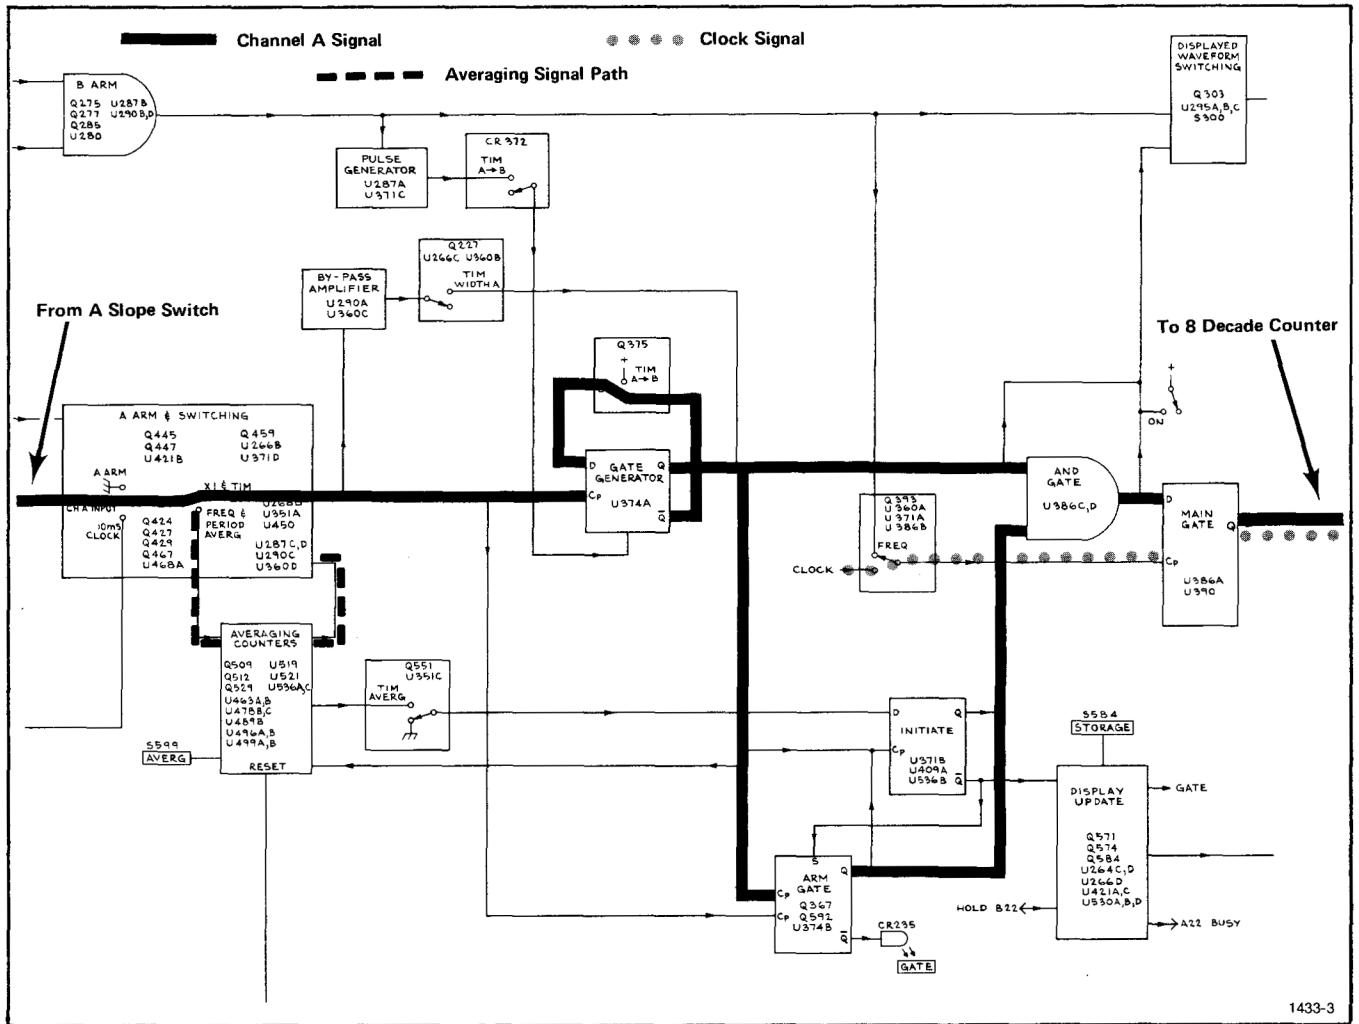 Channel A Signal
Clock Signal
Averaging Signal Path
B ARM
Q275 U287B
Q277 U290B,D
Q285
U280
DISPLAYED
WAVEFORM
SWITCHING
Q303
U295A,B,C
S300
PULSE
GENERATOR
U287A
U371C
CR372
TIM
A→B
Q227
U266C U360B
TIM
WIDTH A
BY-PASS
AMPLIFIER
U290A
U360C
From A Slope Switch
To 8 Decade Counter
Q375
+
TIM
A→B
+
ON
A ARM & SWITCHING
Q445 Q459
Q447 U266B
U421B U371D
A ARM
X1 & TIM
CH A INPUT
10mS
CLOCK
FREQ &
PERIOD
AVERG
U268B
U351A
U450
Q424
Q427
Q429
Q467
U468A
U287C,D
U290C
U360D
D GATE Q
GENERATOR
Cp
U374A
Q̅
AND
GATE
U386C,D
D
MAIN
GATE
Q
Cp
U386A
U390
Q393
U360A
U371A
U386B
FREQ
CLOCK
AVERAGING
COUNTERS
Q509 U519
Q512 U521
Q529 U536A,C
U463A,B
U478B,C
U489B
U496A,B
U499A,B
RESET
S599
AVERG
Q551
U351C
TIM
AVERG
D Q
INITIATE
Cp
U371B
U409A
U536B Q̅
S584
STORAGE
DISPLAY
UPDATE
Q571
Q574
Q584
U264C,D
U266D
U421A,C
U530A,B,D
GATE
HOLD B22
A22 BUSY
S
ARM Q
GATE
Cp
Q367
Cp Q592
U374B
Q̅
CR235
GATE
1433-3